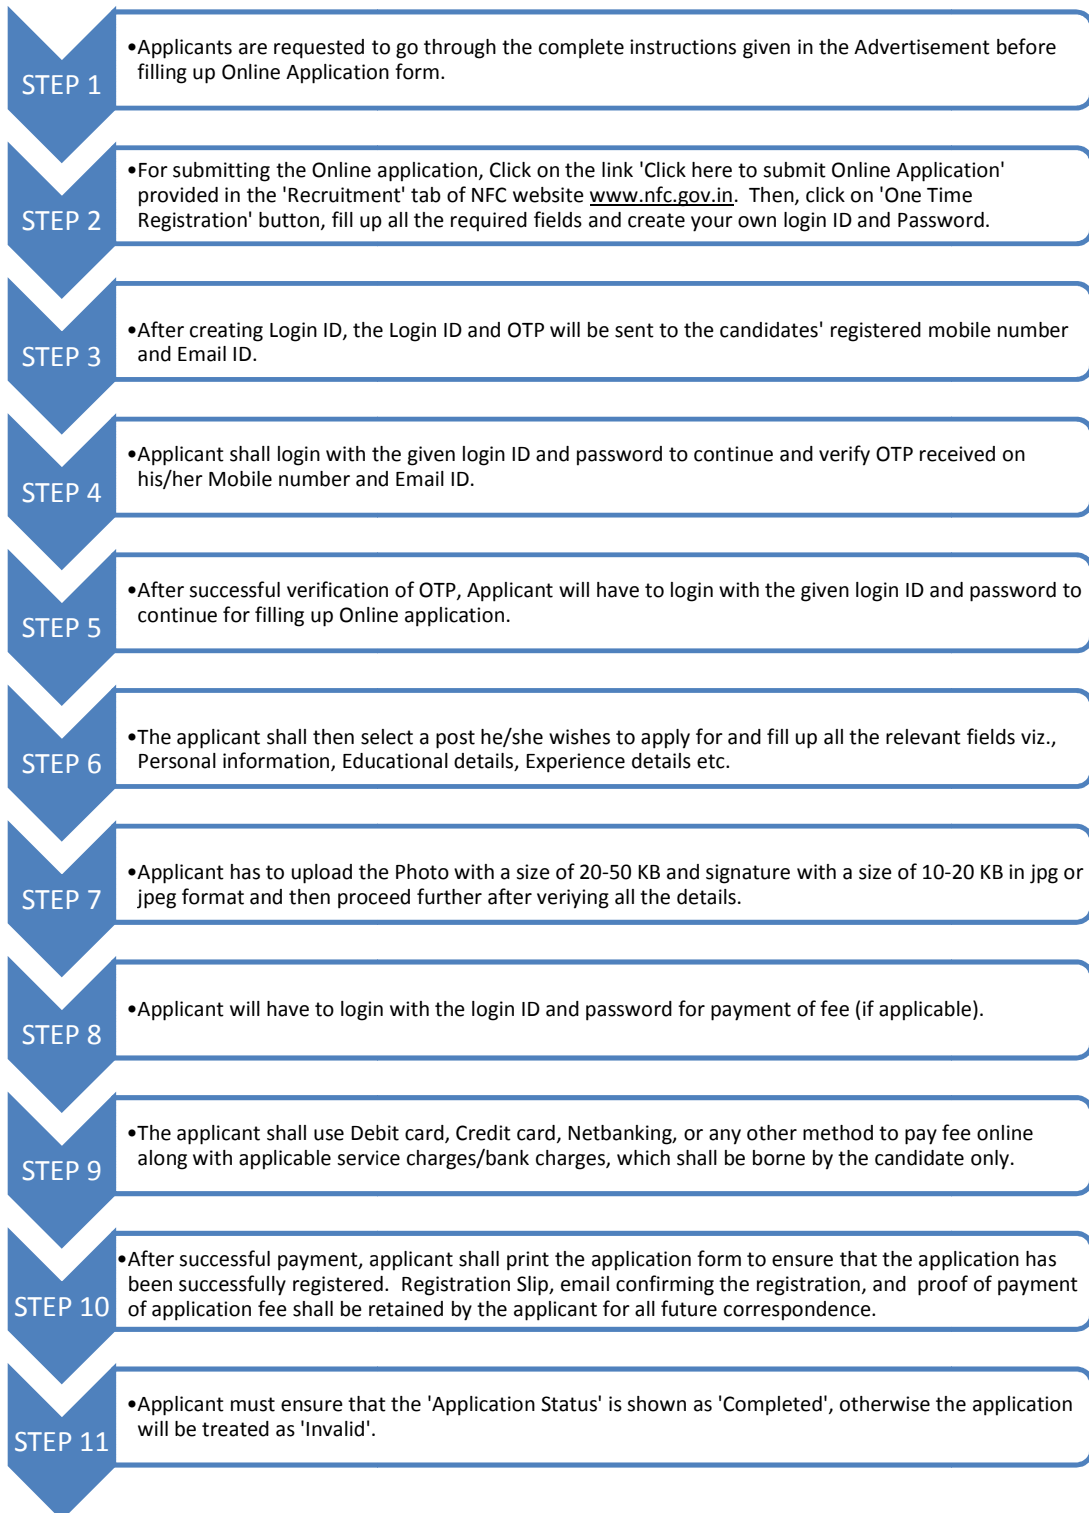 STEP 1
•Applicants are requested to go through the complete instructions given in the Advertisement before
filling up Online Application form.
STEP 2
•For submitting the Online application, Click on the link 'Click here to submit Online Application'
provided in the 'Recruitment' tab of NFC website www.nfc.gov.in.  Then, click on 'One Time
Registration' button, fill up all the required fields and create your own login ID and Password.
STEP 3
•After creating Login ID, the Login ID and OTP will be sent to the candidates' registered mobile number
and Email ID.
STEP 4
•Applicant shall login with the given login ID and password to continue and verify OTP received on
his/her Mobile number and Email ID.
STEP 5
•After successful verification of OTP, Applicant will have to login with the given login ID and password to
continue for filling up Online application.
STEP 6
•The applicant shall then select a post he/she wishes to apply for and fill up all the relevant fields viz.,
Personal information, Educational details, Experience details etc.
STEP 7
•Applicant has to upload the Photo with a size of 20-50 KB and signature with a size of 10-20 KB in jpg or
jpeg format and then proceed further after veriying all the details.
STEP 8
•Applicant will have to login with the login ID and password for payment of fee (if applicable).
STEP 9
•The applicant shall use Debit card, Credit card, Netbanking, or any other method to pay fee online
along with applicable service charges/bank charges, which shall be borne by the candidate only.
STEP 10
•After successful payment, applicant shall print the application form to ensure that the application has
been successfully registered.  Registration Slip, email confirming the registration, and  proof of payment
of application fee shall be retained by the applicant for all future correspondence.
STEP 11
•Applicant must ensure that the 'Application Status' is shown as 'Completed', otherwise the application
will be treated as 'Invalid'.